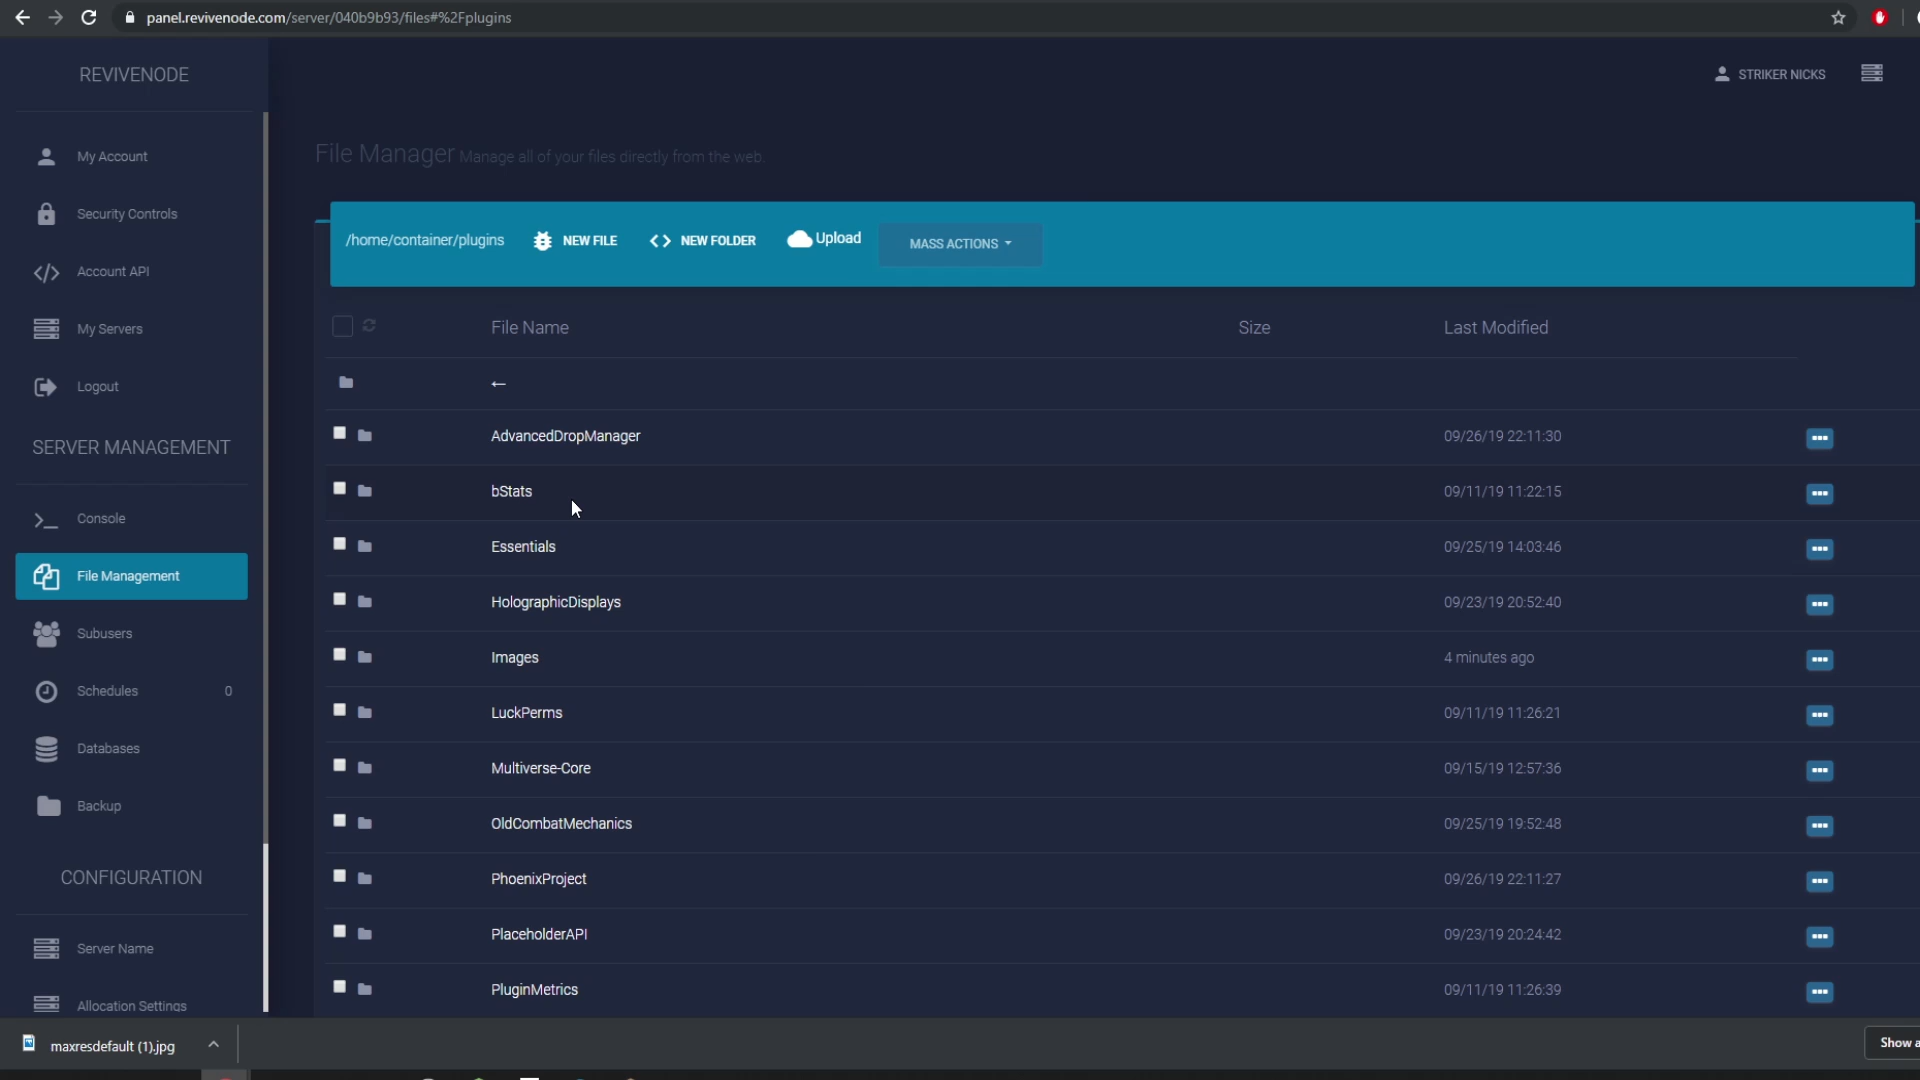 panel.revivenode.com/server/040b9b93/files#%2Fplugins
REVIVENODE
STRIKER NICKS
My Account
Security Controls
Account API
My Servers
Logout
SERVER MANAGEMENT
Console
File Management
Subusers
Schedules 0
Databases
Backup
CONFIGURATION
Server Name
Allocation Settings
File Manager Manage all of your files directly from the web.
/home/container/plugins NEW FILE <> NEW FOLDER Upload MASS ACTIONS
File Name Size Last Modified
←
AdvancedDropManager 09/26/19 22:11:30
bStats 09/11/19 11:22:15
Essentials 09/25/19 14:03:46
HolographicDisplays 09/23/19 20:52:40
Images 4 minutes ago
LuckPerms 09/11/19 11:26:21
Multiverse-Core 09/15/19 12:57:36
OldCombatMechanics 09/25/19 19:52:48
PhoenixProject 09/26/19 22:11:27
PlaceholderAPI 09/23/19 20:24:42
PluginMetrics 09/11/19 11:26:39
maxresdefault (1).jpg
Show a